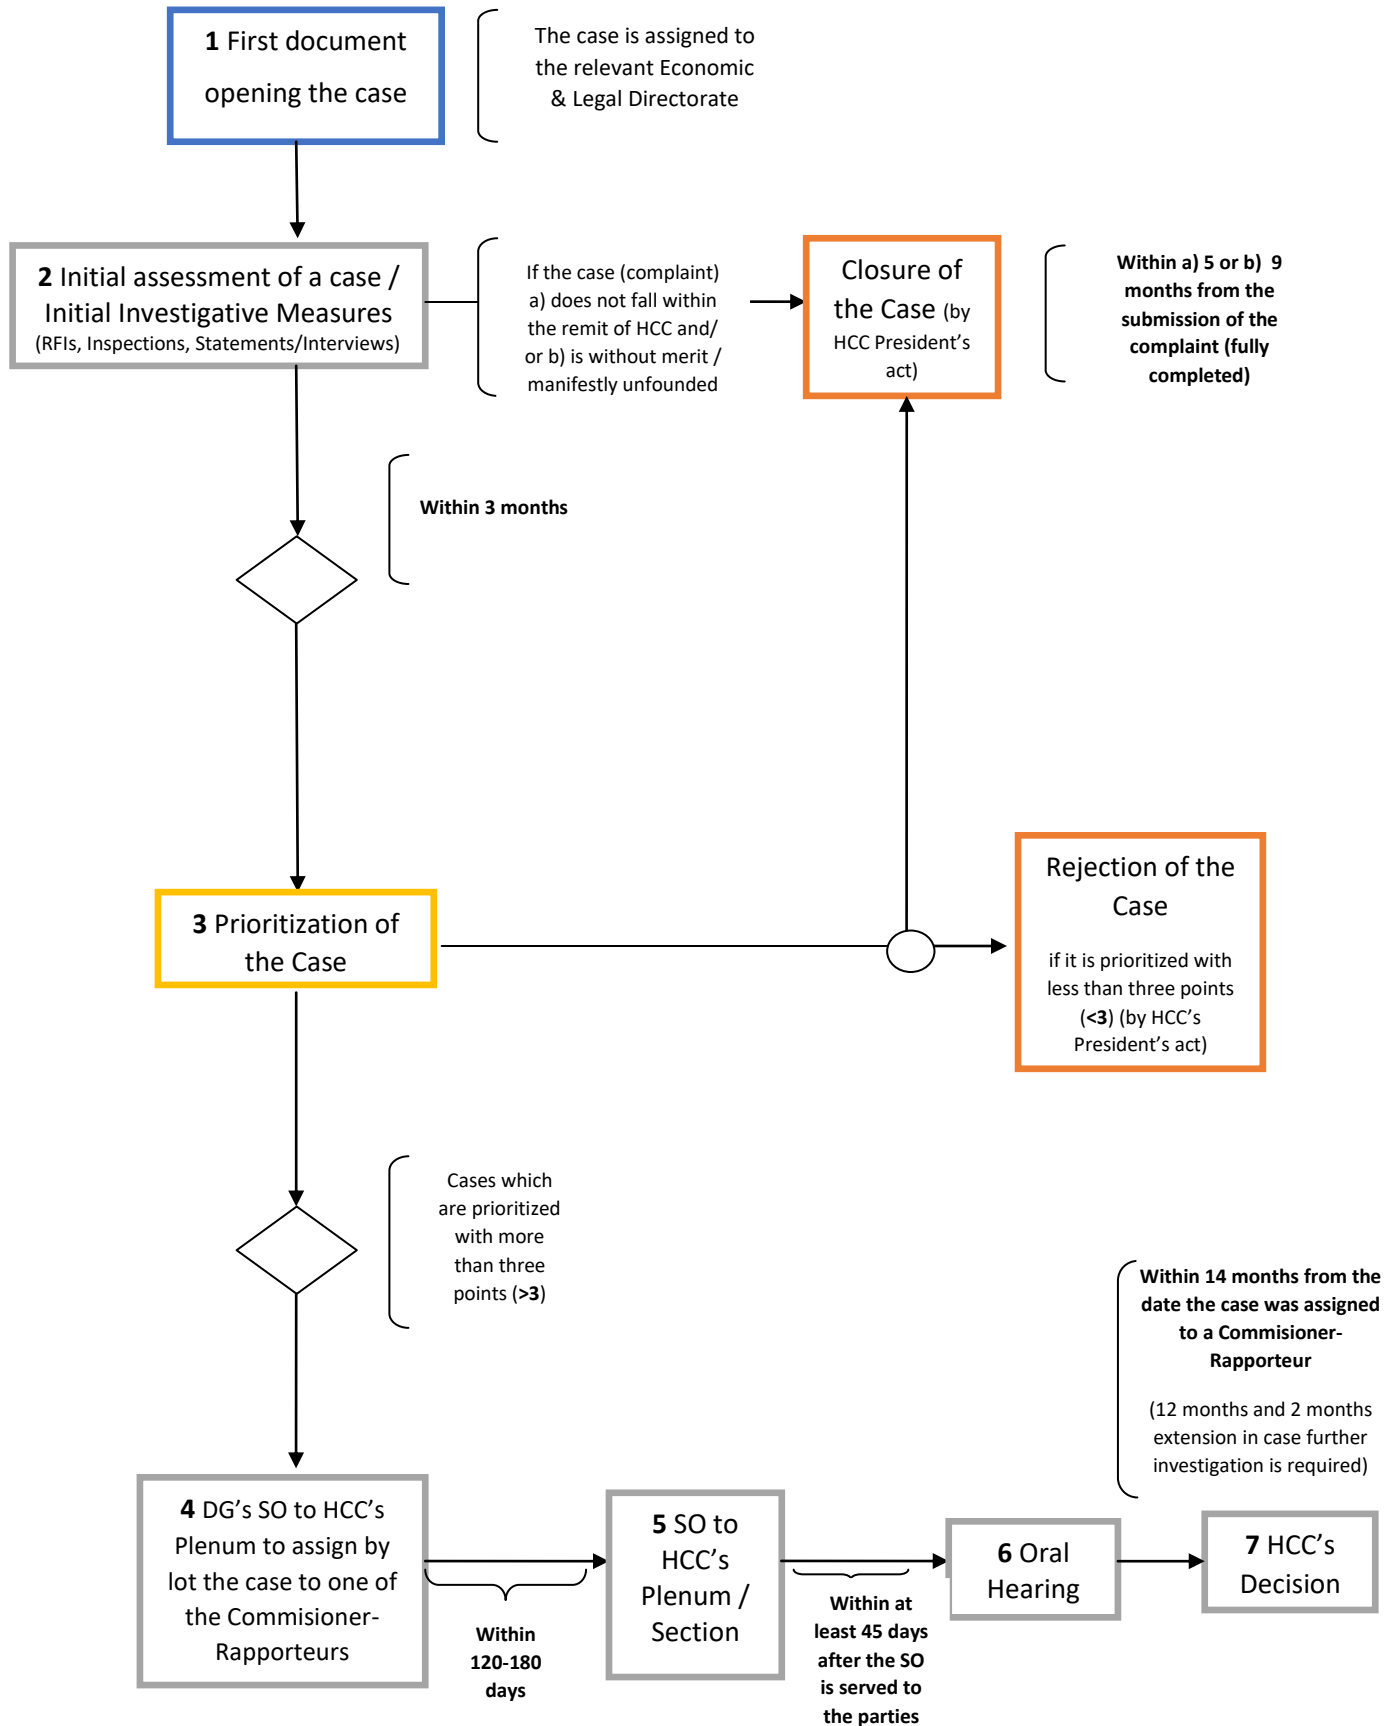 1 First document
opening the case
The case is assigned to
the relevant Economic
& Legal Directorate
2 Initial assessment of a case /
Initial Investigative Measures
(RFIs, Inspections, Statements/Interviews)
If the case (complaint)
a) does not fall within
the remit of HCC and/
or b) is without merit /
manifestly unfounded
Closure of
the Case (by
HCC President's
act)
Within a) 5 or b) 9
months from the
submission of the
complaint (fully
completed)
Within 3 months
3 Prioritization of
the Case
Rejection of the
Case
if it is prioritized with
less than three points
(<3) (by HCC's
President's act)
Cases which
are prioritized
with more
than three
points (>3)
Within 14 months from the
date the case was assigned
to a Commisioner-
Rapporteur
(12 months and 2 months
extension in case further
investigation is required)
4 DG's SO to HCC's
Plenum to assign by
lot the case to one of
the Commisioner-
Rapporteurs
Within
120-180
days
5 SO to
HCC's
Plenum /
Section
Within at
least 45 days
after the SO
is served to
the parties
6 Oral
Hearing
7 HCC's
Decision